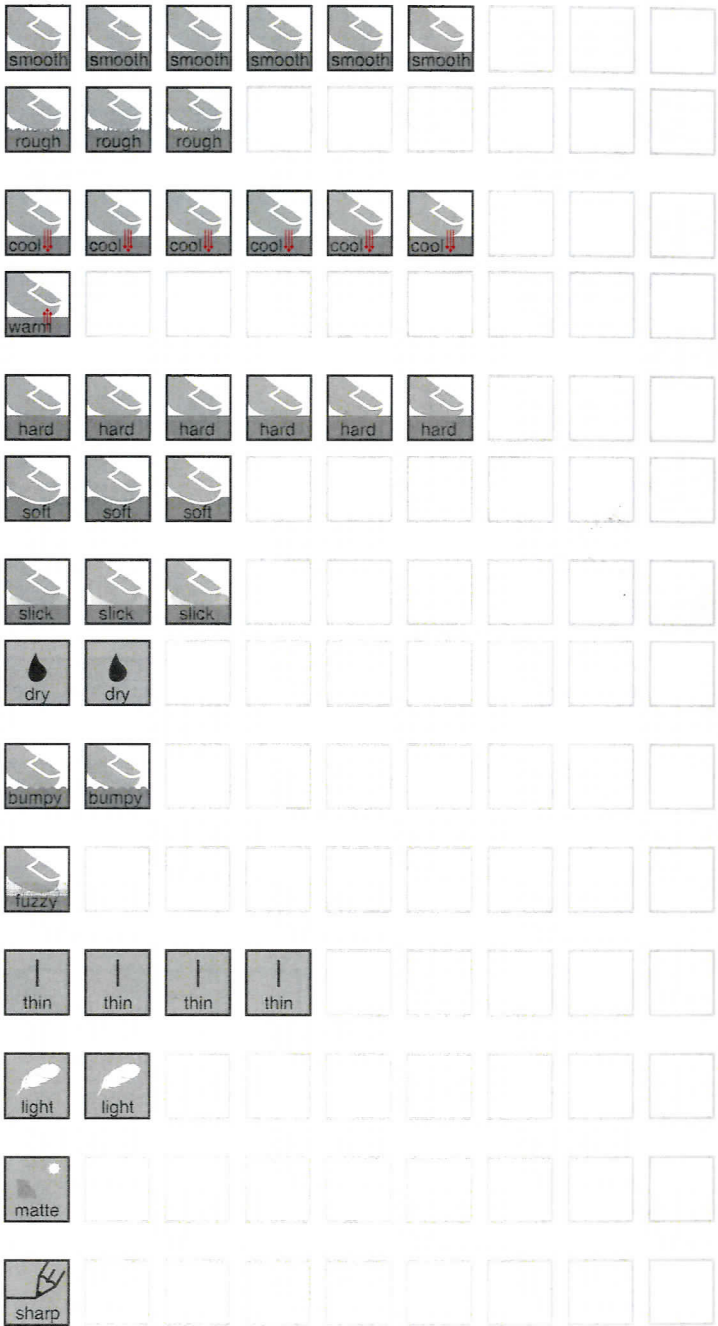 smooth smooth smooth smooth smooth smooth
rough rough rough
cool cool cool cool cool cool
warm
hard hard hard hard hard hard
soft soft soft
slick slick slick
dry dry
bumpy bumpy
fuzzy
thin thin thin thin
light light
matte
sharp